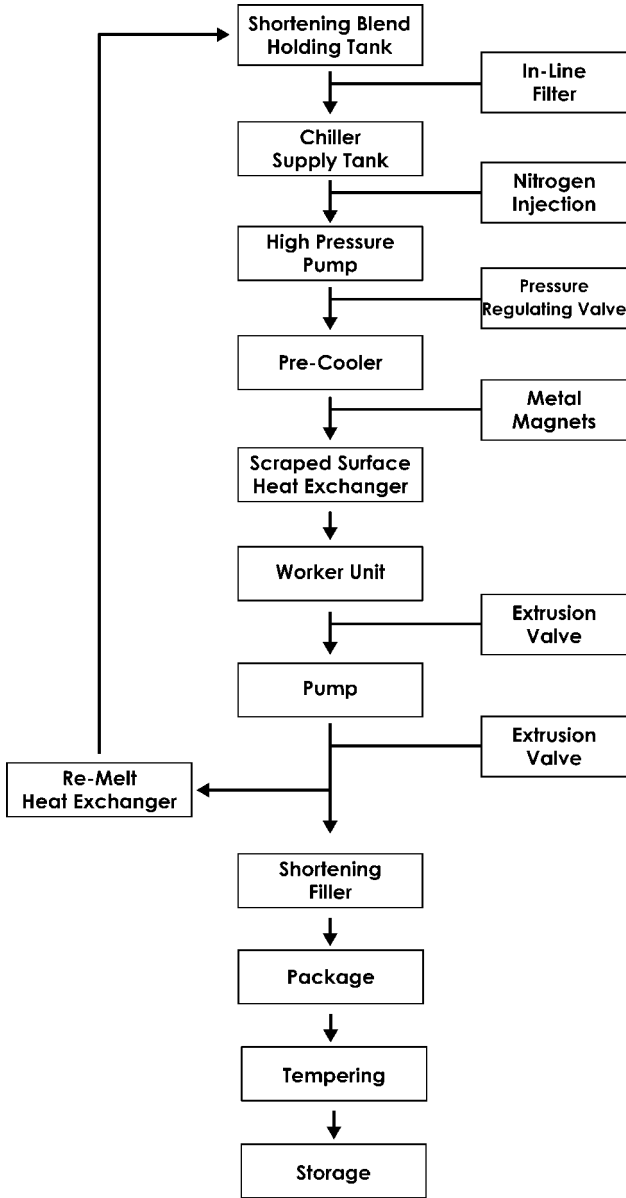 Shortening Blend
Holding Tank
In-Line
Filter
Chiller
Supply Tank
Nitrogen
Injection
High Pressure
Pump
Pressure
Regulating Valve
Pre-Cooler
Metal
Magnets
Scraped Surface
Heat Exchanger
Worker Unit
Extrusion
Valve
Pump
Extrusion
Valve
Re-Melt
Heat Exchanger
Shortening
Filler
Package
Tempering
Storage